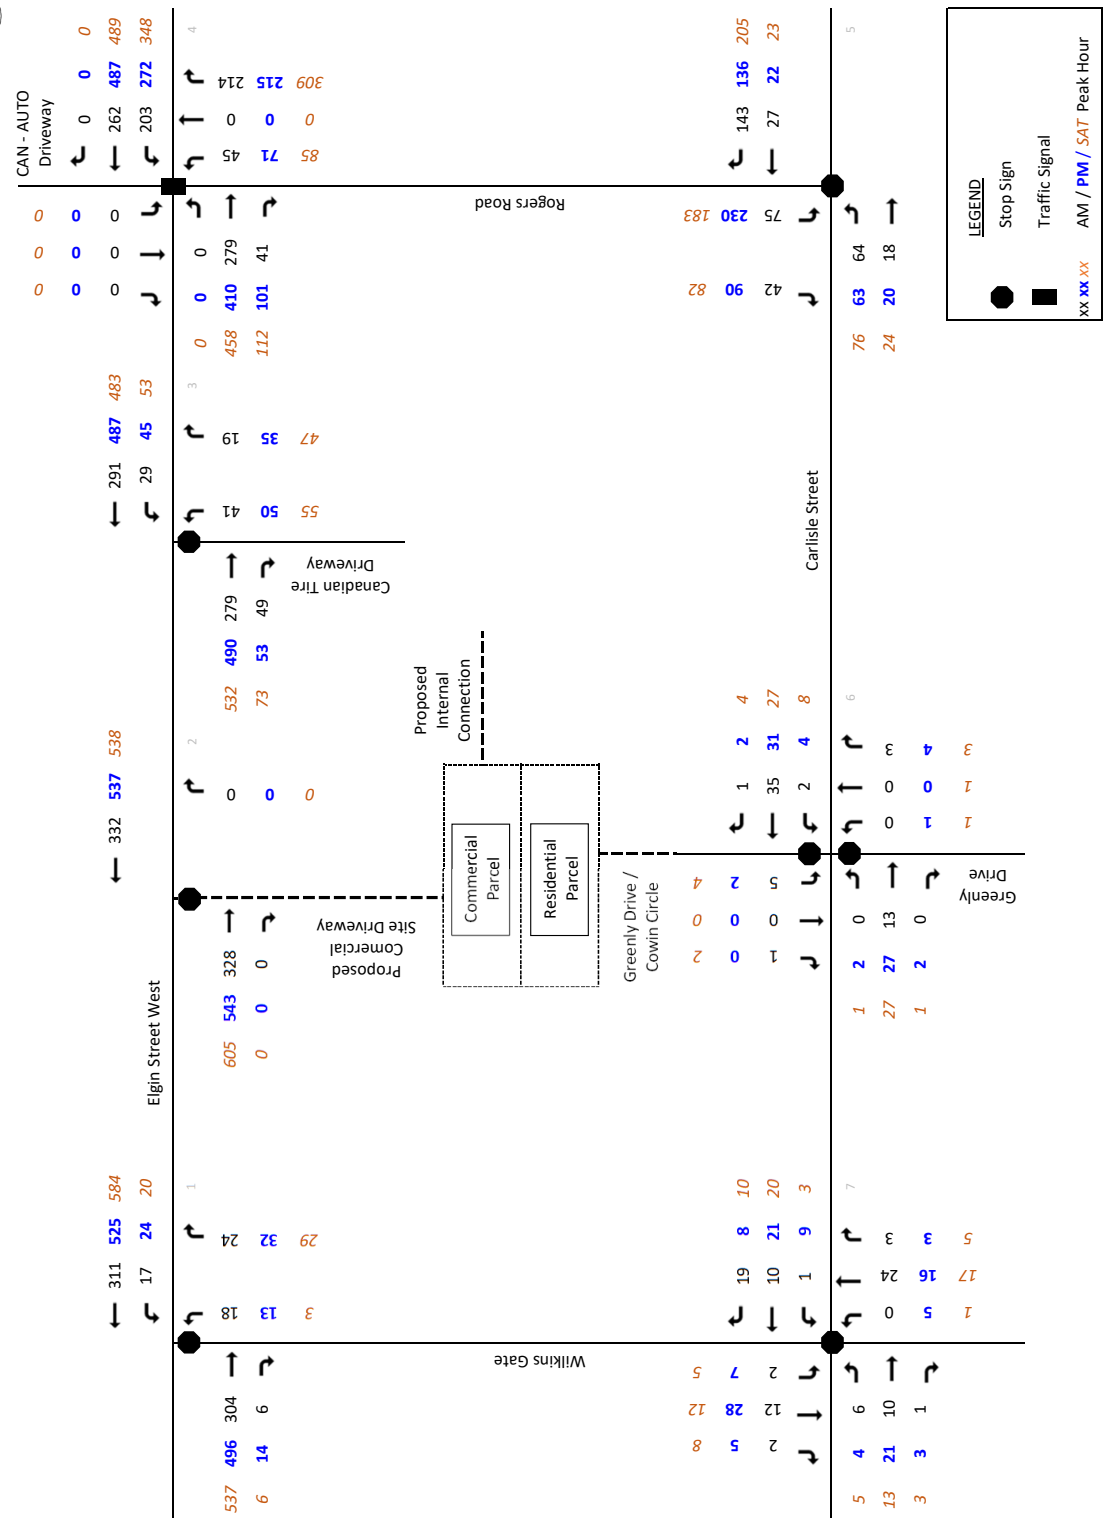 CAN - AUTO
Driveway
0 0 0
262 487 489
203 272 348
4
214 215 309
0 0 0
45 71 85
0 0 0
0 0 0
0 0 0
0 0 0
279 410 458
41 101 112
Rogers Road
143 136 205
27 22 23
5
75 230 183
42 90 82
64 63 76
18 20 24
LEGEND
Stop Sign
Traffic Signal
xx xx xx AM / PM / SAT Peak Hour
291 487 483
29 45 53
3
19 35 47
41 50 55
279 490 532
49 53 73
Canadian Tire
Driveway
Carlisle Street
332 537 538
2
0 0 0
328 543 605
0 0 0
Proposed
Comercial
Site Driveway
Elgin Street West
Proposed
Internal
Connection
Commercial
Parcel
Residential
Parcel
Greenly Drive /
Cowin Circle
1 2 4
35 31 27
2 4 8
6
3 4 3
0 0 1
0 1 1
5 2 4
0 0 0
1 0 2
0 2 1
13 27 27
0 2 1
Greenly
Drive
311 525 584
17 24 20
1
24 32 29
18 13 3
304 496 537
6 14 6
Wilkins Gate
19 8 10
10 21 20
1 9 3
7
3 3 5
24 16 17
0 5 1
2 7 5
12 28 12
2 5 8
6 4 5
10 21 13
1 3 3